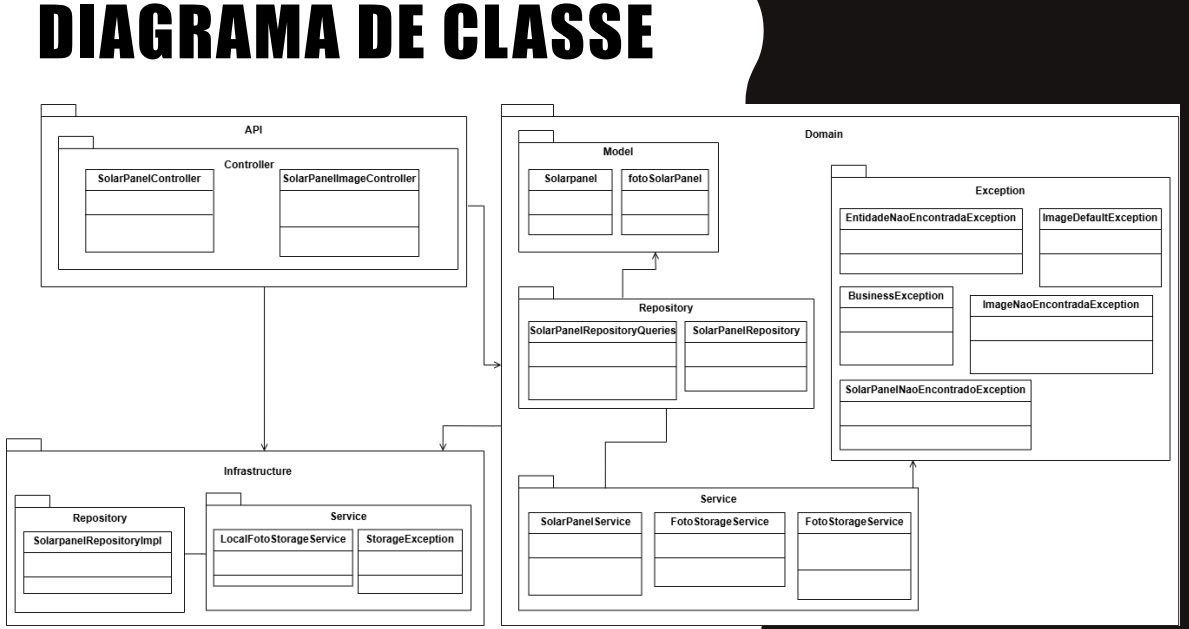 DIAGRAMA DE CLASSE
API
Controller
SolarPanelController
SolarPanelImageController
Domain
Model
Solarpanel
fotoSolarPanel
Exception
EntidadeNaoEncontradaException
ImageDefaultException
BusinessException
ImageNaoEncontradaException
SolarPanelNaoEncontradoException
Repository
SolarPanelRepositoryQueries
SolarPanelRepository
Service
SolarPanelService
FotoStorageService
FotoStorageService
Infrastructure
Repository
SolarpanelRepositoryImpl
Service
LocalFotoStorageService
StorageException